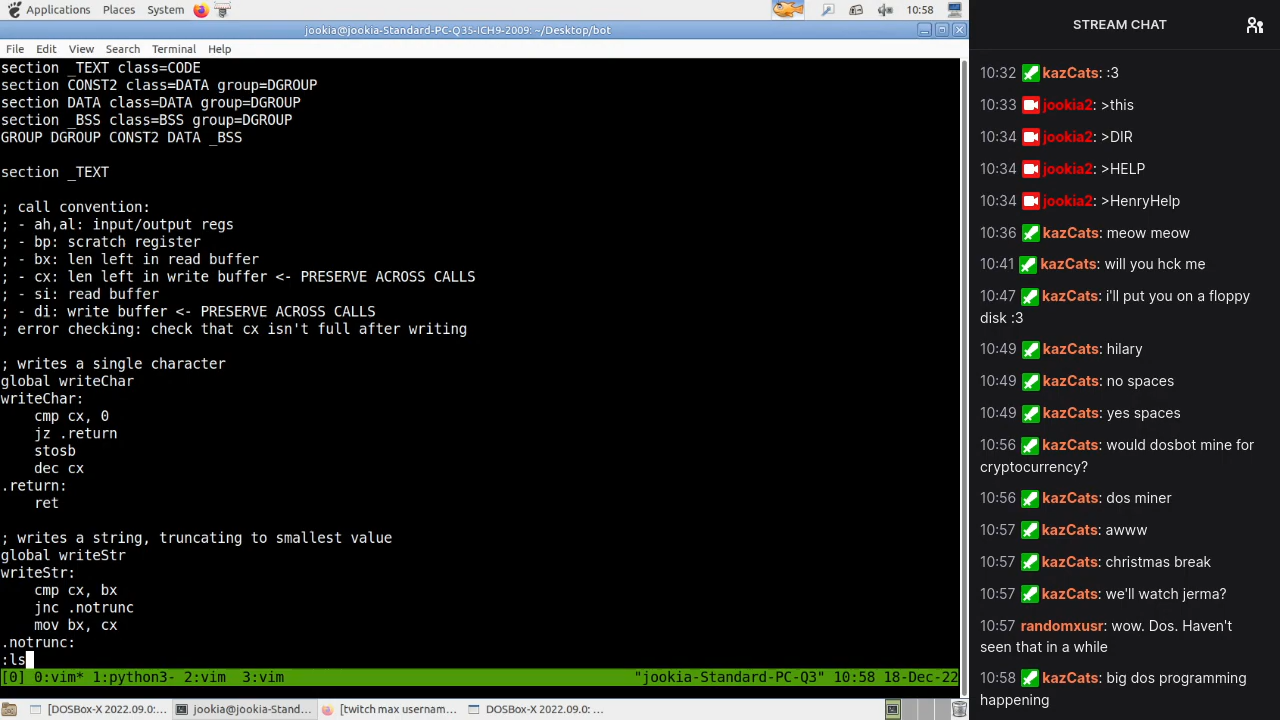 Applications Places System 10:58
jookia@jookia-Standard-PC-Q35-ICH9-2009: ~/Desktop/bot
File Edit View Search Terminal Help
section _TEXT class=CODE
section CONST2 class=DATA group=DGROUP
section DATA class=DATA group=DGROUP
section _BSS class=BSS group=DGROUP
GROUP DGROUP CONST2 DATA _BSS
section _TEXT
; call convention:
; - ah,al: input/output regs
; - bp: scratch register
; - bx: len left in read buffer
; - cx: len left in write buffer <- PRESERVE ACROSS CALLS
; - si: read buffer
; - di: write buffer <- PRESERVE ACROSS CALLS
; error checking: check that cx isn't full after writing
; writes a single character
global writeChar
writeChar:
    cmp cx, 0
    jz .return
    stosb
    dec cx
.return:
    ret
; writes a string, truncating to smallest value
global writeStr
writeStr:
    cmp cx, bx
    jnc .notrunc
    mov bx, cx
.notrunc:
:ls
[0] 0:vim* 1:python3- 2:vim  3:vim "jookia-Standard-PC-Q3" 10:58 18-Dec-22
[DOSBox-X 2022.09.0:... jookia@jookia-Stand... [twitch max usernam... DOSBox-X 2022.09.0: ...
STREAM CHAT
10:32 kazCats: :3
10:33 jookia2: >this
10:34 jookia2: >DIR
10:34 jookia2: >HELP
10:34 jookia2: >HenryHelp
10:36 kazCats: meow meow
10:41 kazCats: will you hck me
10:47 kazCats: i'll put you on a floppy
disk :3
10:49 kazCats: hilary
10:49 kazCats: no spaces
10:49 kazCats: yes spaces
10:56 kazCats: would dosbot mine for
cryptocurrency?
10:56 kazCats: dos miner
10:57 kazCats: awww
10:57 kazCats: christmas break
10:57 kazCats: we'll watch jerma?
10:57 randomxusr: wow. Dos. Haven't
seen that in a while
10:58 kazCats: big dos programming
happening